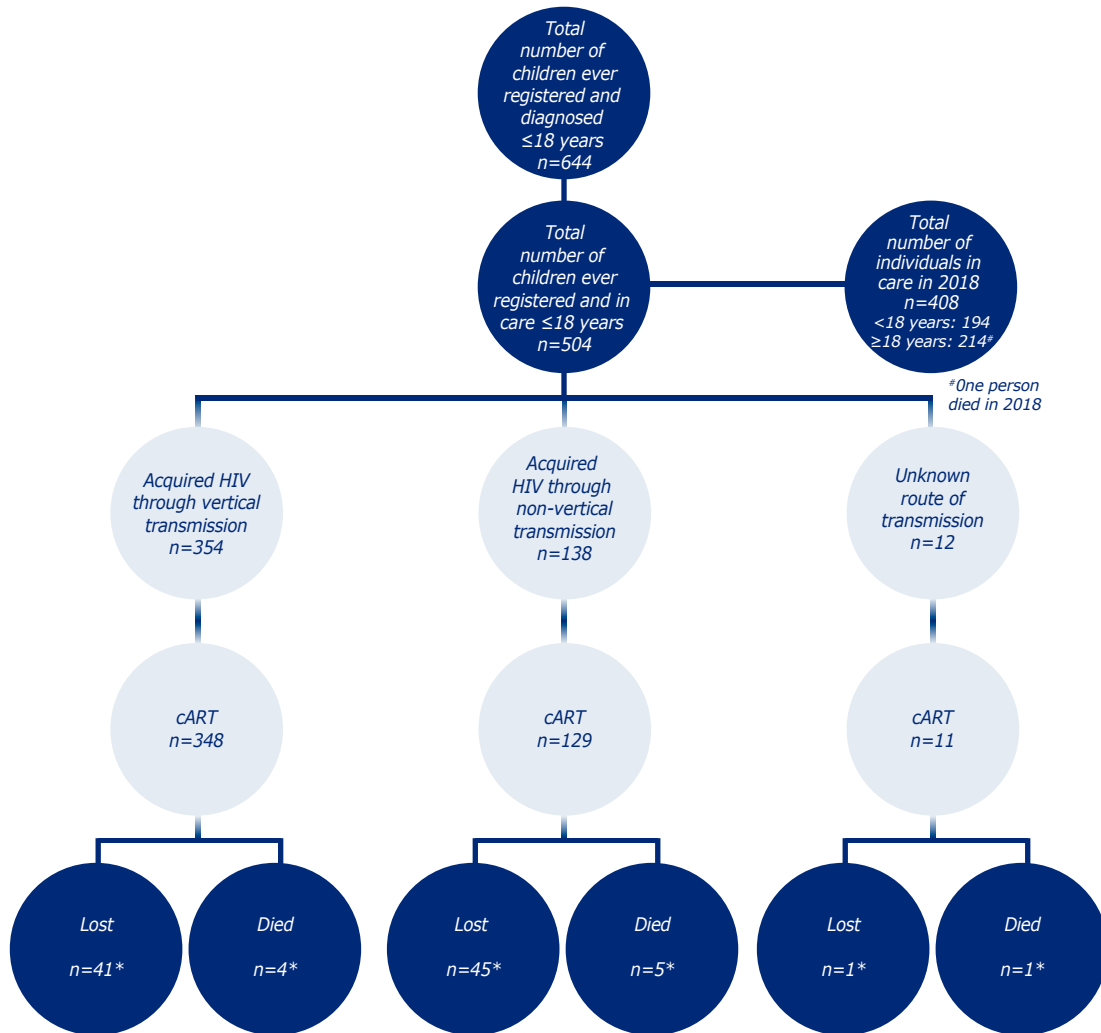 Total
number of
children ever
registered and
diagnosed
≤18 years
n=644
Total
number of
children ever
registered and in
care ≤18 years
n=504
Total
number of
individuals in
care in 2018
n=408
<18 years: 194
≥18 years: 214#
#One person
died in 2018
Acquired HIV
through vertical
transmission
n=354
Acquired
HIV through
non-vertical
transmission
n=138
Unknown
route of
transmission
n=12
cART
n=348
cART
n=129
cART
n=11
Lost
n=41*
Died
n=4*
Lost
n=45*
Died
n=5*
Lost
n=1*
Died
n=1*